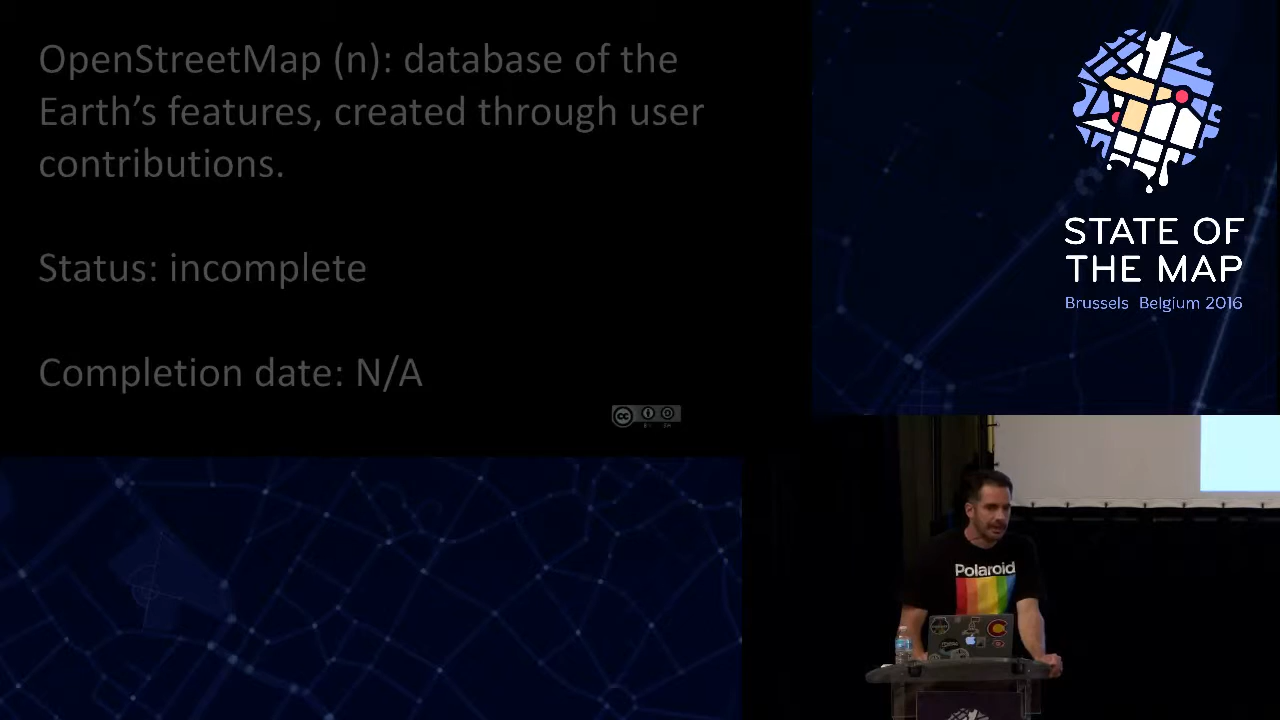 OpenStreetMap (n): database of the
Earth's features, created through user
contributions.
Status: incomplete
Completion date: N/A
STATE OF
THE MAP
Brussels Belgium 2016
Polaroid